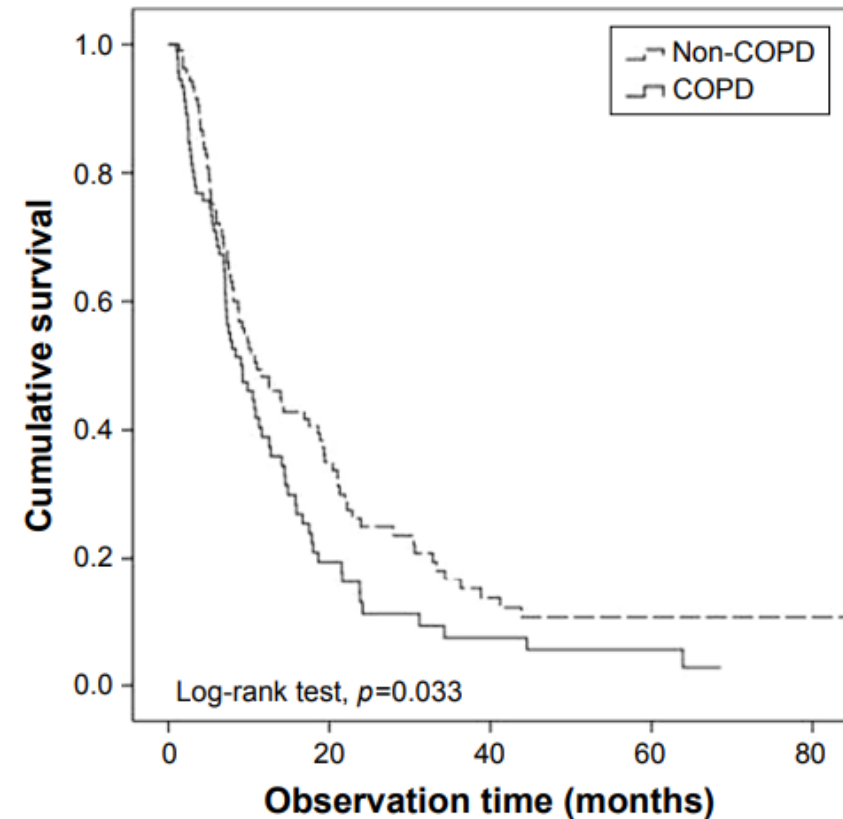 Non-COPD
COPD
Cumulative survival
1.0
0.8
0.6
0.4
0.2
0.0
Log-rank test, p=0.033
0 20 40 60 80
Observation time (months)